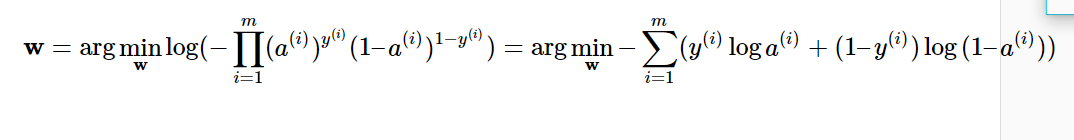 w = arg min_w log(−∏_{i=1}^{m}(a^{(i)})^{y^{(i)}}(1−a^{(i)})^{1−y^{(i)}}) = arg min_w −∑_{i=1}^{m}(y^{(i)} log a^{(i)} + (1−y^{(i)}) log (1−a^{(i)}))